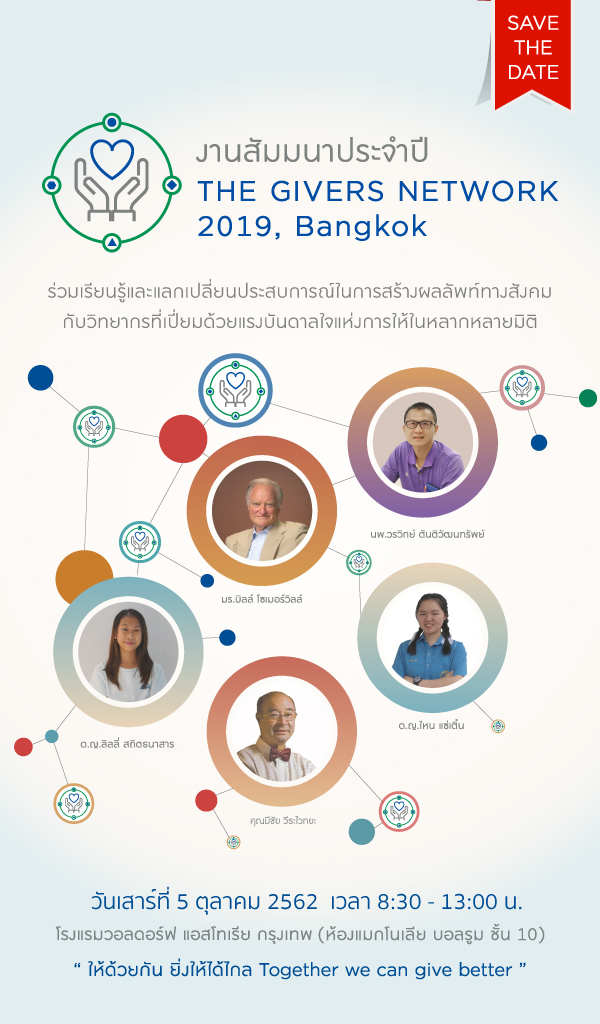 SAVE
THE
DATE
งานสัมมนาประจำปี
THE GIVERS NETWORK
2019, Bangkok
ร่วมเรียนรู้และแลกเปลี่ยนประสบการณ์ในการสร้างผลลัพท์ทางสังคม
กับวิทยากรที่เปี่ยมด้วยแรงบันดาลใจแห่งการให้ในหลากหลายมิติ
นพ.วรวิทย์ ตันติวัฒนทรัพย์
มร.บิลล์ โซเมอร์วิลล์
ด.ญ.ไหน แซ่เติ๋น
ด.ญ.ลิลลี่ สถิตธนาสาร
คุณมีชัย วีระไวทยะ
วันเสาร์ที่ 5 ตุลาคม 2562 เวลา 8:30 - 13:00 น.
โรงแรมวอลดอร์ฟ แอสโทเรีย กรุงเทพ (ห้องแมกโนเลีย บอลรูม ชั้น 10)
“ ให้ด้วยกัน ยิ่งให้ได้ไกล Together we can give better ”